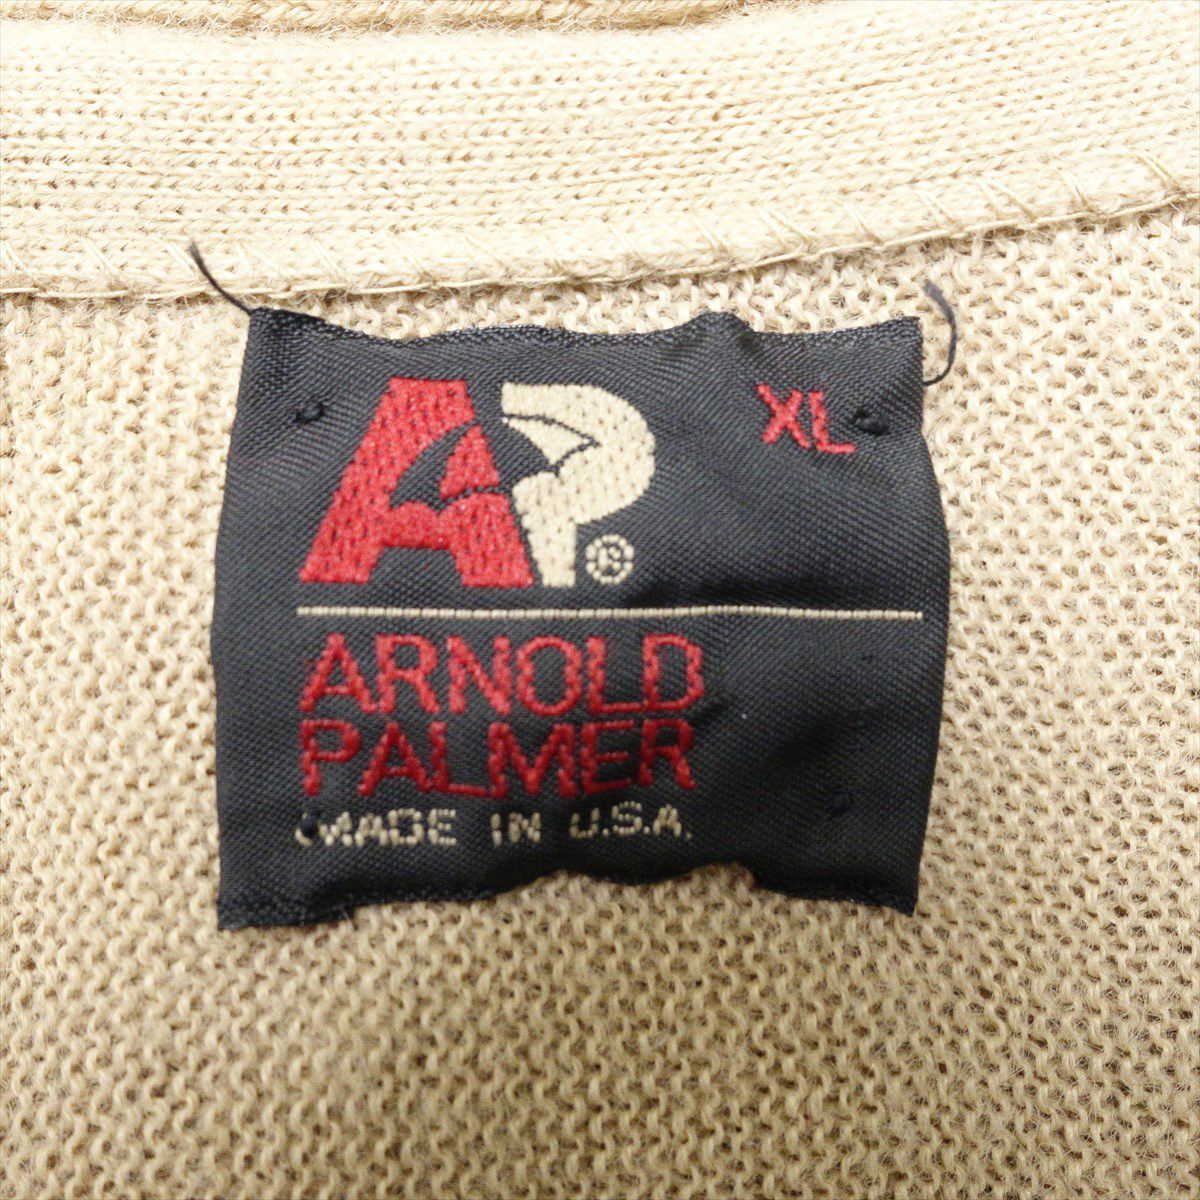 AP®
XL
ARNOLD
PALMER
MADE IN U.S.A.